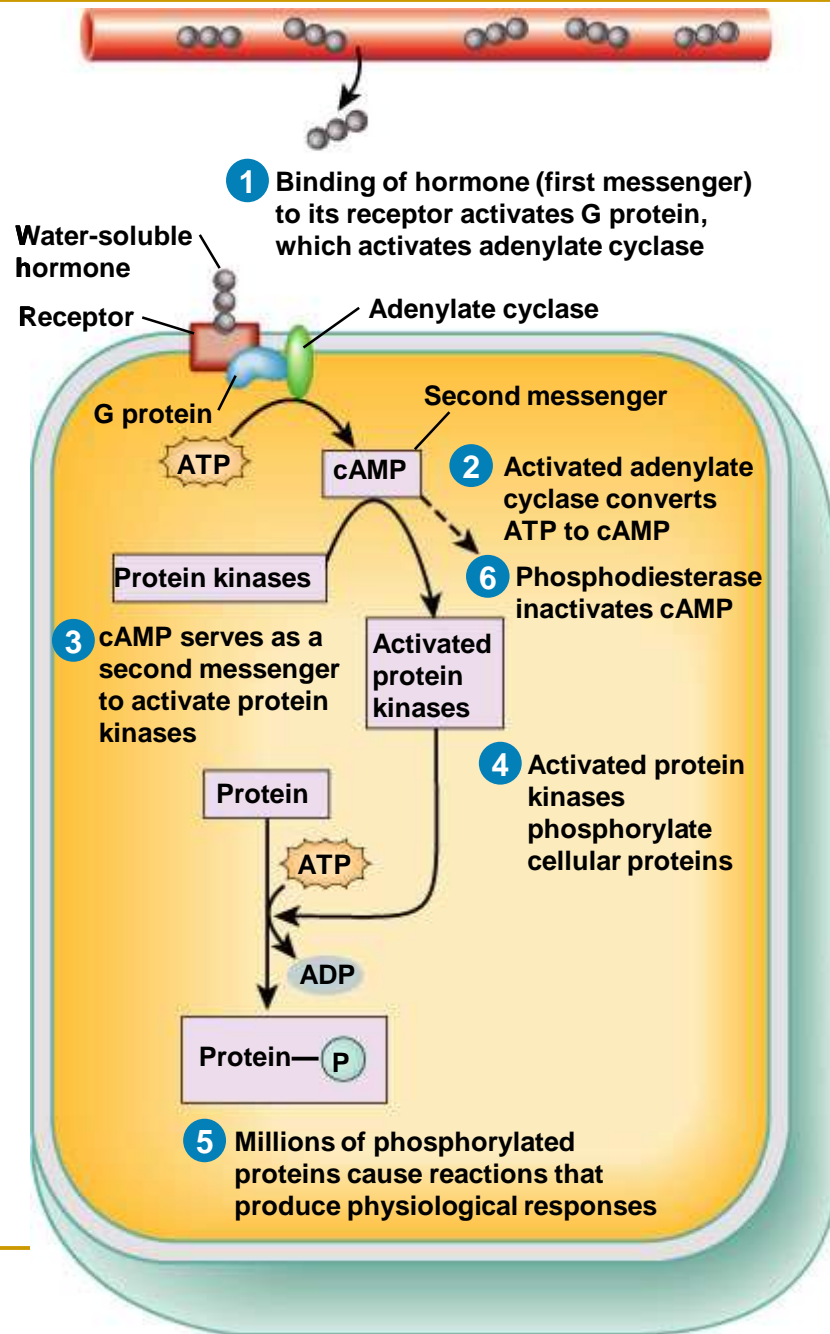 1 Binding of hormone (first messenger)
to its receptor activates G protein,
which activates adenylate cyclase
Water-soluble
hormone
Receptor
Adenylate cyclase
G protein
Second messenger
ATP
cAMP
2 Activated adenylate
cyclase converts
ATP to cAMP
Protein kinases
6 Phosphodiesterase
inactivates cAMP
3 cAMP serves as a
second messenger
to activate protein
kinases
Activated
protein
kinases
4 Activated protein
kinases
phosphorylate
cellular proteins
Protein
ATP
ADP
Protein—P
5 Millions of phosphorylated
proteins cause reactions that
produce physiological responses